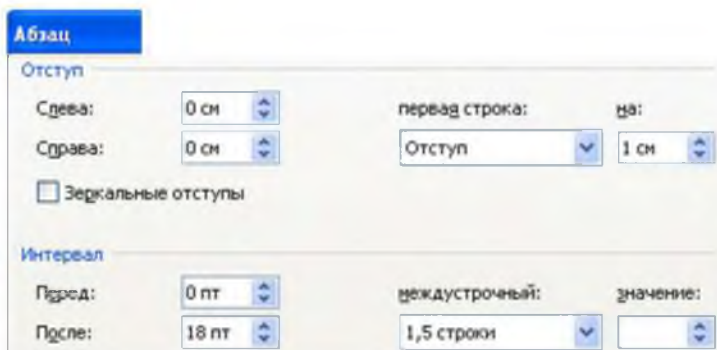 Абзац
Отступ
Слева: 0 см первая строка: на:
Справа: 0 см Отступ 1 см
Зеркальные отступы
Интервал
Перед: 0 пт междустрочный: значение:
После: 18 пт 1,5 строки